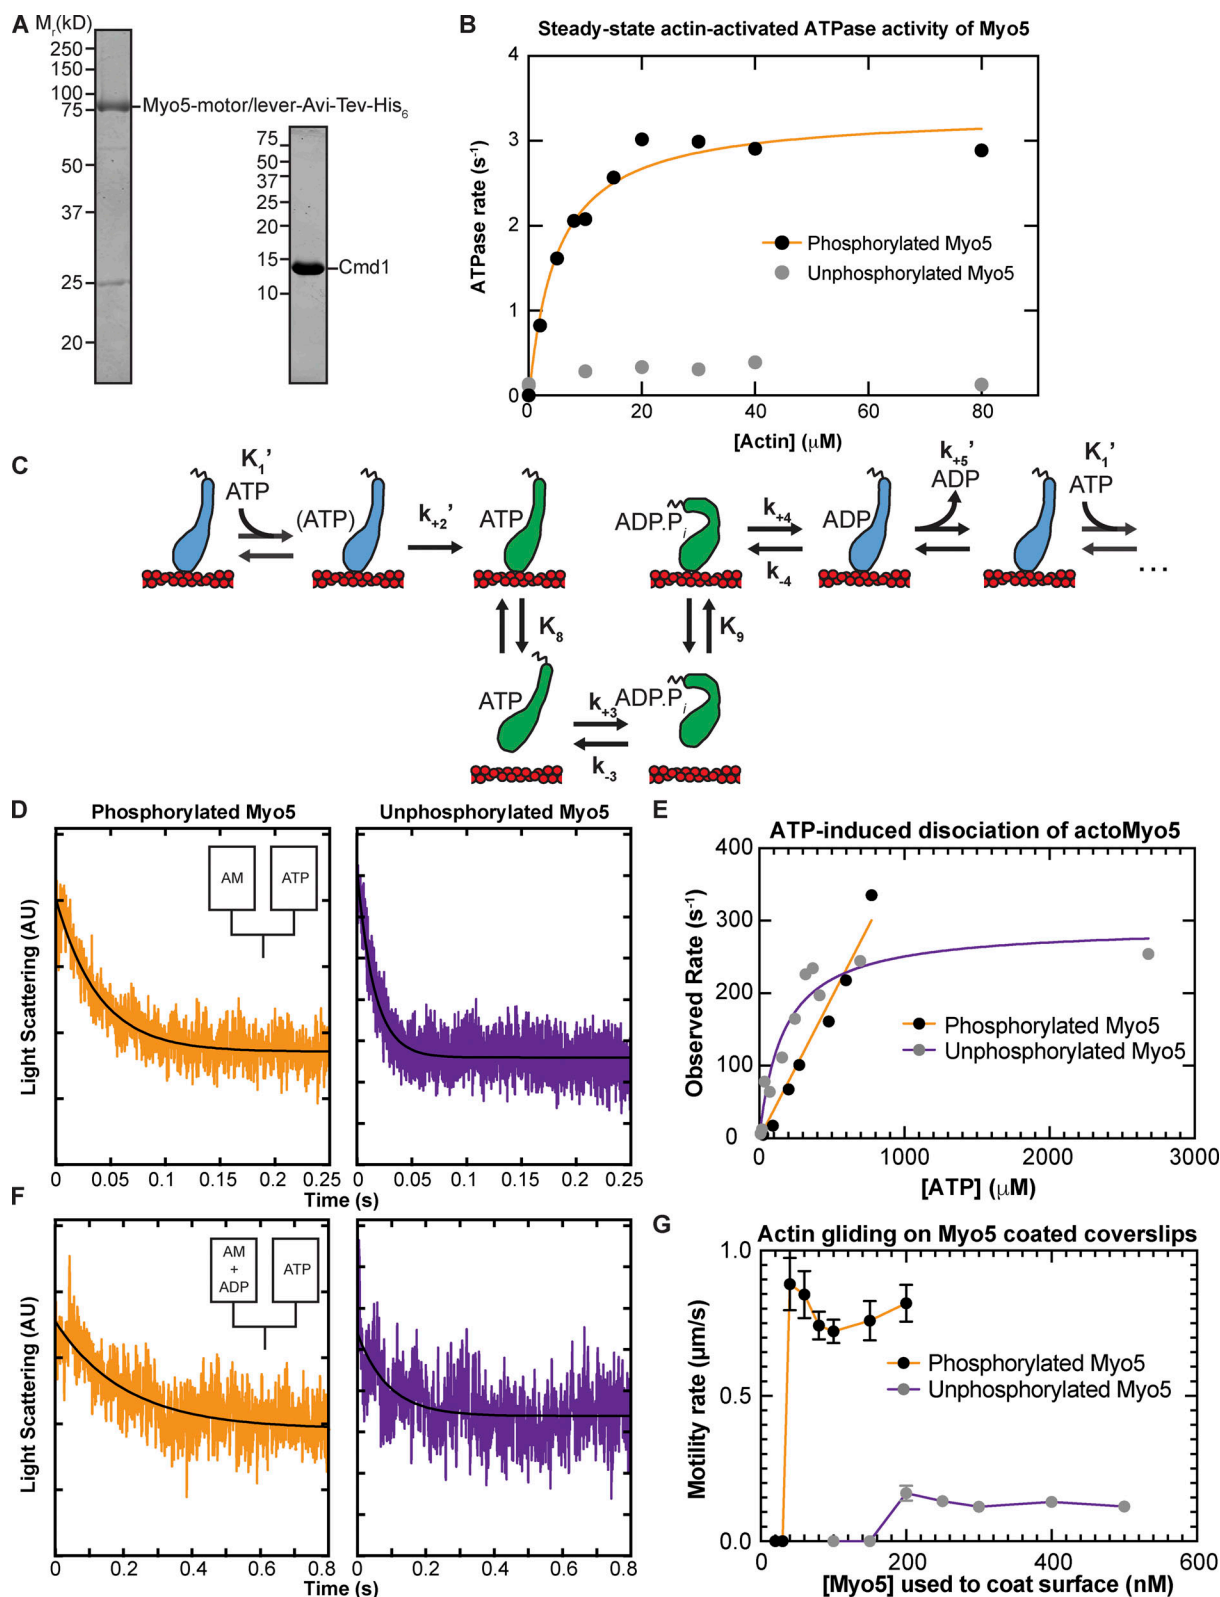 A
Mr(kD)
250
150
100
75
50
37
25
20
Myo5-motor/lever-Avi-Tev-His6
75
50
37
25
20
15
10
Cmd1
B
Steady-state actin-activated ATPase activity of Myo5
ATPase rate (s-1)
4
3
2
1
0
Phosphorylated Myo5
Unphosphorylated Myo5
0 20 40 60 80
[Actin] (μM)
C
K1'
ATP
(ATP)
k+2'
ATP
ADP.Pi
k+4
k-4
ADP
k+5'
ADP
K1'
ATP
...
K8
K9
ATP
k+3
k-3
ADP.Pi
D
Phosphorylated Myo5
Unphosphorylated Myo5
Light Scattering (AU)
AM
ATP
0 0.05 0.1 0.15 0.2 0.25
0 0.05 0.1 0.15 0.2 0.25
Time (s)
E
ATP-induced disociation of actoMyo5
Observed Rate (s-1)
400
300
200
100
0
Phosphorylated Myo5
Unphosphorylated Myo5
0 1000 2000 3000
[ATP] (μM)
F
Light Scattering (AU)
AM
+
ADP
ATP
0 0.2 0.4 0.6 0.8
0 0.2 0.4 0.6 0.8
Time (s)
G
Actin gliding on Myo5 coated coverslips
Motility rate (μm/s)
1.0
0.5
0.0
Phosphorylated Myo5
Unphosphorylated Myo5
0 200 400 600
[Myo5] used to coat surface (nM)